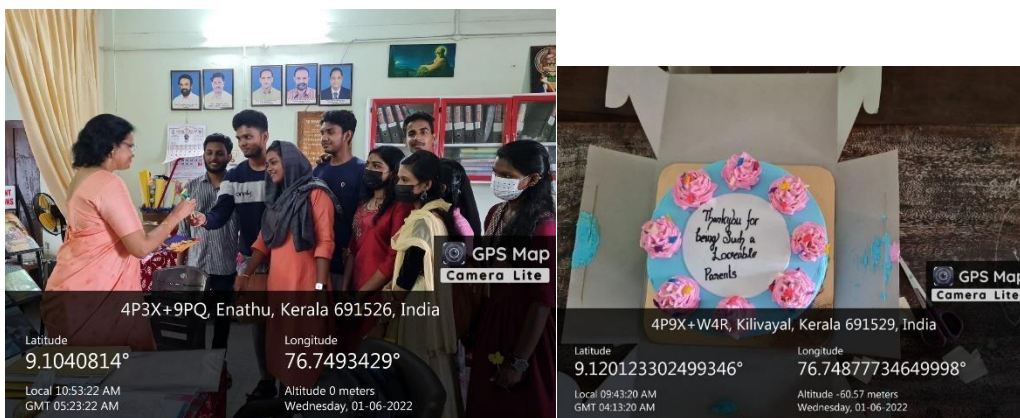 GPS Map
Camera Lite
4P3X+9PQ, Enathu, Kerala 691526, India
Latitude
9.1040814°
Longitude
76.7493429°
Local 10:53:22 AM
GMT 05:23:22 AM
Altitude 0 meters
Wednesday, 01-06-2022
Thankyou for
being Such a
Loveable
Parents
GPS Map
Camera Lite
4P9X+W4R, Kilivayal, Kerala 691529, India
Latitude
9.120123302499346°
Longitude
76.74877734649998°
Local 09:43:20 AM
GMT 04:13:20 AM
Altitude -60.57 meters
Wednesday, 01-06-2022